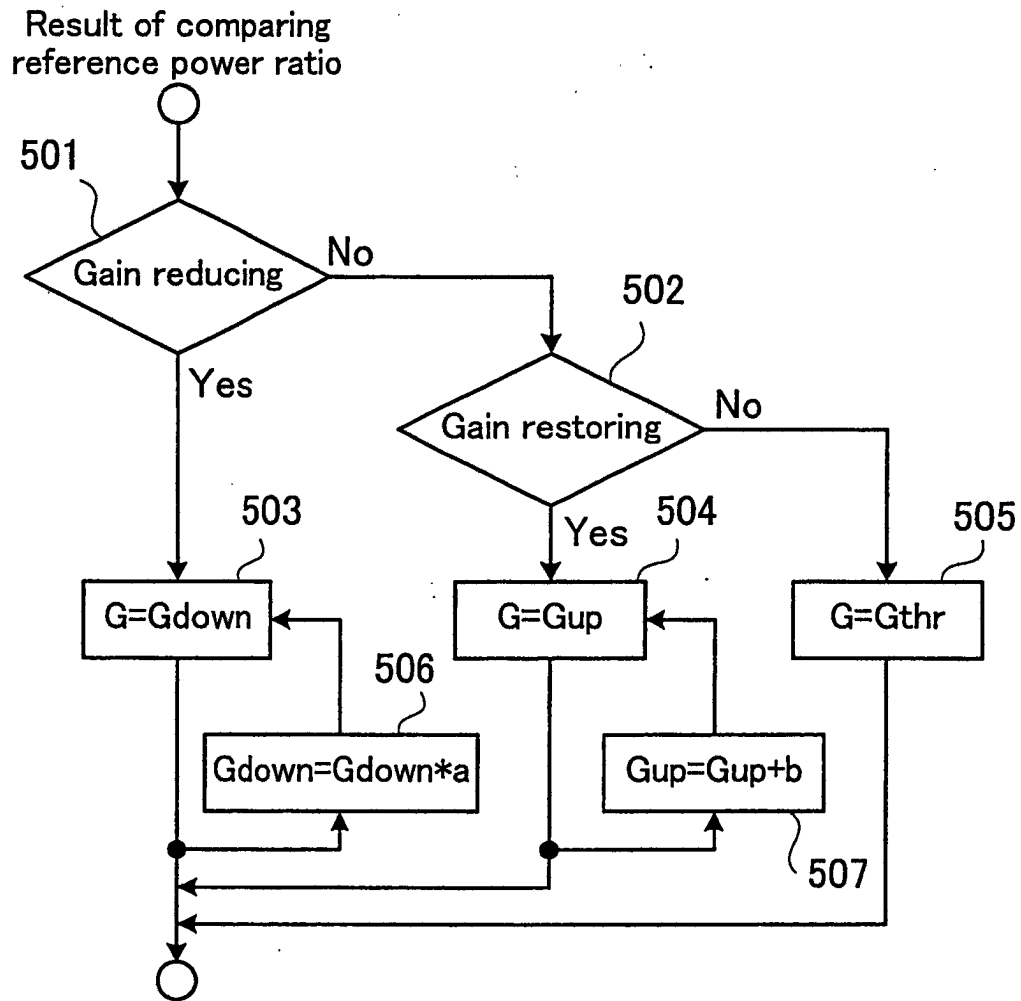 Result of comparing
reference power ratio
501
Gain reducing
No
502
Yes
Gain restoring
No
503
Yes
504
505
G=Gdown
G=Gup
G=Gthr
506
Gdown=Gdown*a
Gup=Gup+b
507